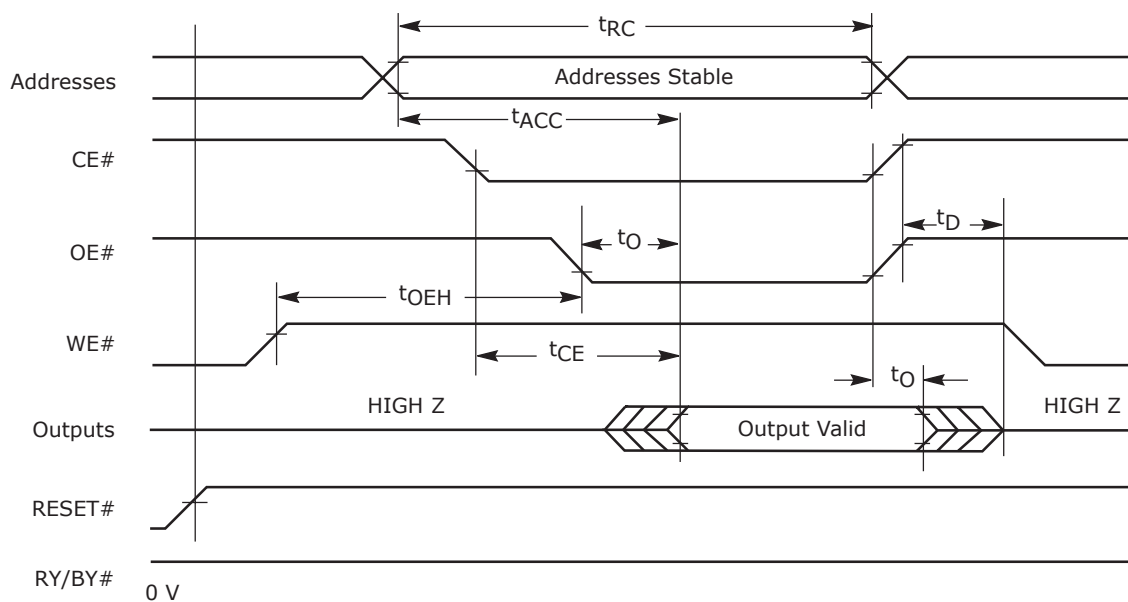 tRC
Addresses
Addresses Stable
tACC
CE#
tD
OE#
tO
tOEH
WE#
tCE
tO
HIGH Z
HIGH Z
Outputs
Output Valid
RESET#
RY/BY#
0 V